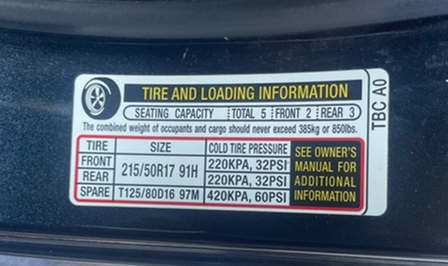 TIRE AND LOADING INFORMATION
SEATING CAPACITY TOTAL 5 FRONT 2 REAR 3
The combined weight of occupants and cargo should never exceed 385kg or 850lbs.
TIRE SIZE COLD TIRE PRESSURE
FRONT 215/50R17 91H 220KPA, 32PSI
REAR 220KPA, 32PSI
SPARE T125/80D16 97M 420KPA, 60PSI
SEE OWNER'S
MANUAL FOR
ADDITIONAL
INFORMATION
TBC A0